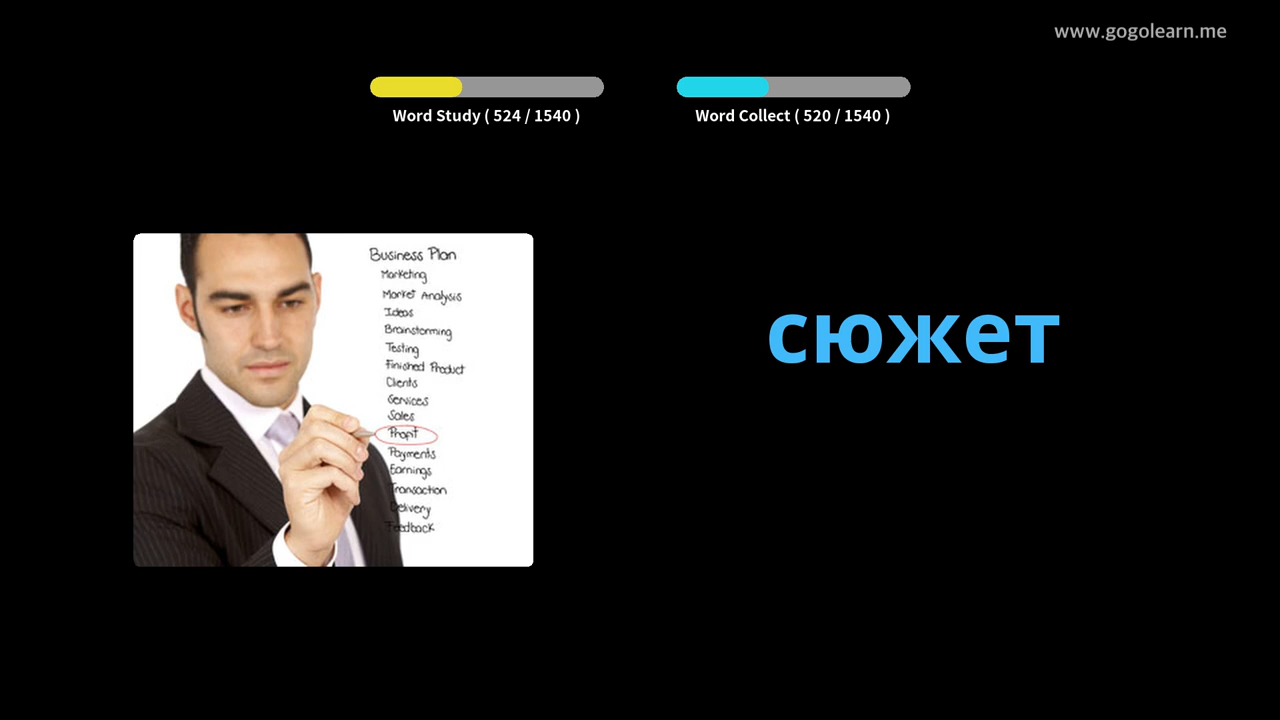 www.gogolearn.me
Word Study ( 524 / 1540 )
Word Collect ( 520 / 1540 )
Business Plan
Marketing
Market Analysis
Ideas
Brainstorming
Testing
Finished Product
Clients
Services
Sales
Profit
Payments
Earnings
Transaction
Delivery
Feedback
сюжет